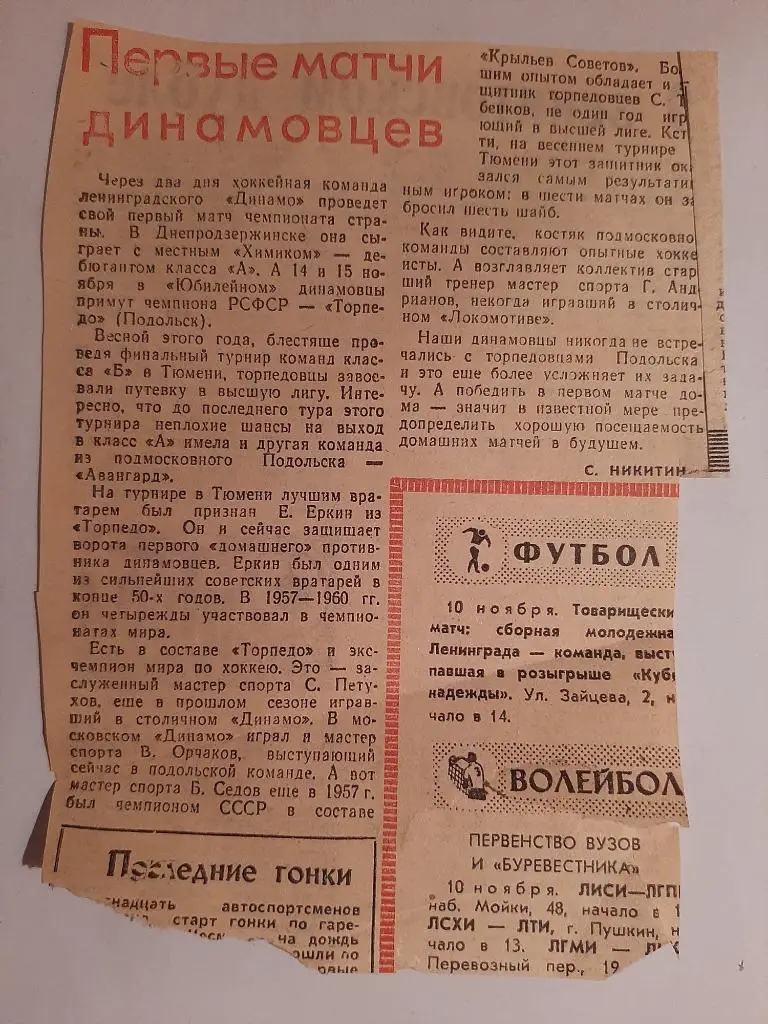 Первые матчи
динамовцев
Через два дня хоккейная команда
ленинградского «Динамо» проведет
свой первый матч чемпионата стра-
ны. В Днепродзержинске она сы-
грает с местным «Химиком» — де-
бютантом класса «А». А 14 и 15 но-
ября в «Юбилейном» динамовцы
примут чемпиона РСФСР — «Торпе-
до» (Подольск).
Весной этого года, блестяще про-
ведя финальный турнир команд клас-
са «Б» в Тюмени, торпедовцы завое-
вали путевку в высшую лигу. Инте-
ресно, что до последнего тура этого
турнира неплохие шансы на выход
в класс «А» имела и другая команда
из подмосковного Подольска —
«Авангард».
На турнире в Тюмени лучшим вра-
тарем был признан Е. Еркин из
«Торпедо». Он и сейчас защищает
ворота первого «домашнего» против-
ника динамовцев. Еркин был одним
из сильнейших советских вратарей в
конце 50-х годов. В 1957—1960 гг.
он четырежды участвовал в чемпио-
натах мира.
Есть в составе «Торпедо» и экс-
чемпион мира по хоккею. Это — за-
служенный мастер спорта С. Пету-
хов, еще в прошлом сезоне играв-
ший в столичном «Динамо». В мо-
сковском «Динамо» играл и мастер
спорта В. Орчаков, выступающий
сейчас в подольской команде. А вот
мастер спорта Б. Седов еще в 1957 г.
был чемпионом СССР в составе
«Крыльев Советов». Бо
шим опытом обладает и
щитник торпедовцев С. Т
бенков, не один год игр
ющий в высшей лиге. Кст
ти, на весеннем турнире
Тюмени этот защитник ок
зался самым результати
ным игроком: в шести матчах он за
бросил шесть шайб.
Как видите, костяк подмосковно
команды составляют опытные хокке
исты. А возглавляет коллектив стар
ший тренер мастер спорта Г. Анд
рианов, некогда игравший в столич
ном «Локомотиве».
Наши динамовцы никогда не встре-
чались с торпедовцами Подольска
и это еще более усложняет их зада-
чу. А победить в первом матче до-
ма — значит в известной мере пре-
допределить хорошую посещаемость
домашних матчей в будущем.
С. НИКИТИН
Последние гонки
надцать автоспортсменов
старт гонки по гаре-
на дождь
ошли по
рвые
ФУТБОЛ
10 ноября. Товарищески
матч: сборная молодежна
Ленинграда — команда, выст
павшая в розыгрыше «Куб
надежды». Ул. Зайцева, 2, н
чало в 14.
ВОЛЕЙБОЛ
ПЕРВЕНСТВО ВУЗОВ
И «БУРЕВЕСТНИКА»
10 ноября. ЛИСИ—ЛГП
наб. Мойки, 48, начало в 1
ЛСХИ — ЛТИ, г. Пушкин, н
чало в 13. ЛГМИ —
Перевозный пер., 19